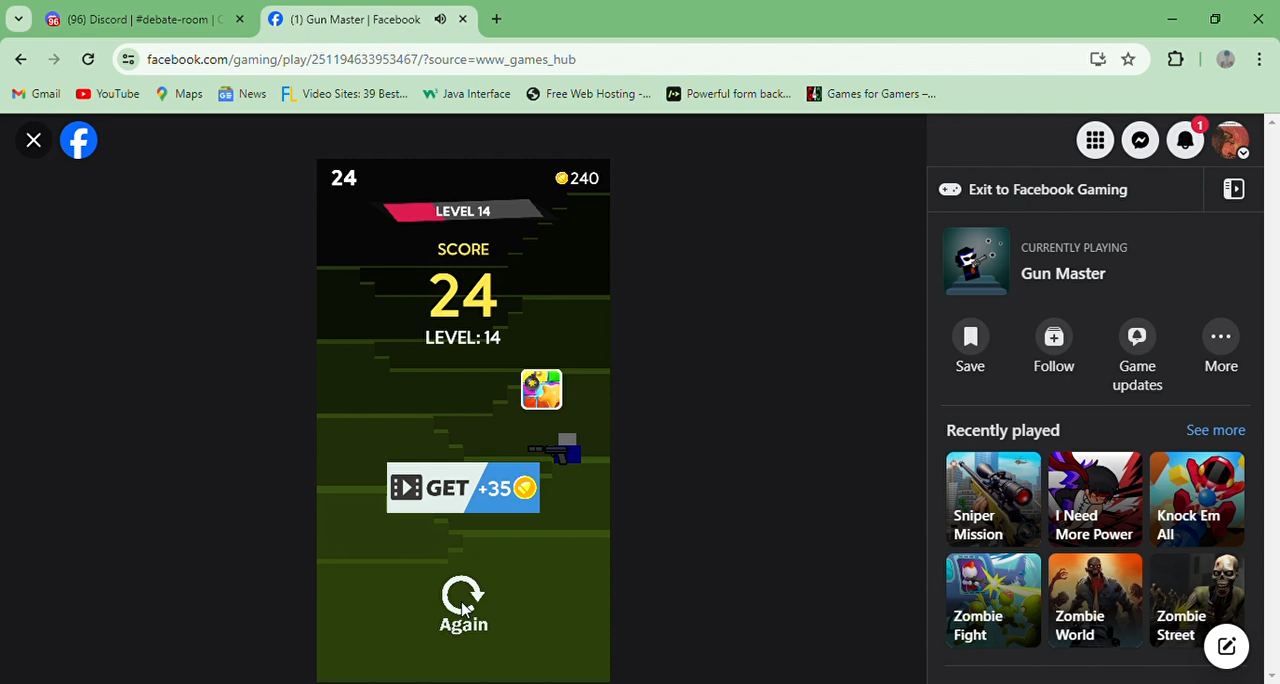 96
(96) Discord | #debate-room | C
(1) Gun Master | Facebook
facebook.com/gaming/play/251194633953467/?source=www_games_hub
Gmail
YouTube
Maps
News
Video Sites: 39 Best...
Java Interface
Free Web Hosting -...
Powerful form back...
Games for Gamers –...
1
Exit to Facebook Gaming
CURRENTLY PLAYING
Gun Master
Save
Follow
Game updates
More
Recently played
See more
Sniper Mission
I Need More Power
Knock Em All
Zombie Fight
Zombie World
Zombie Street
24
240
LEVEL 14
SCORE
24
LEVEL: 14
GET +35
Again